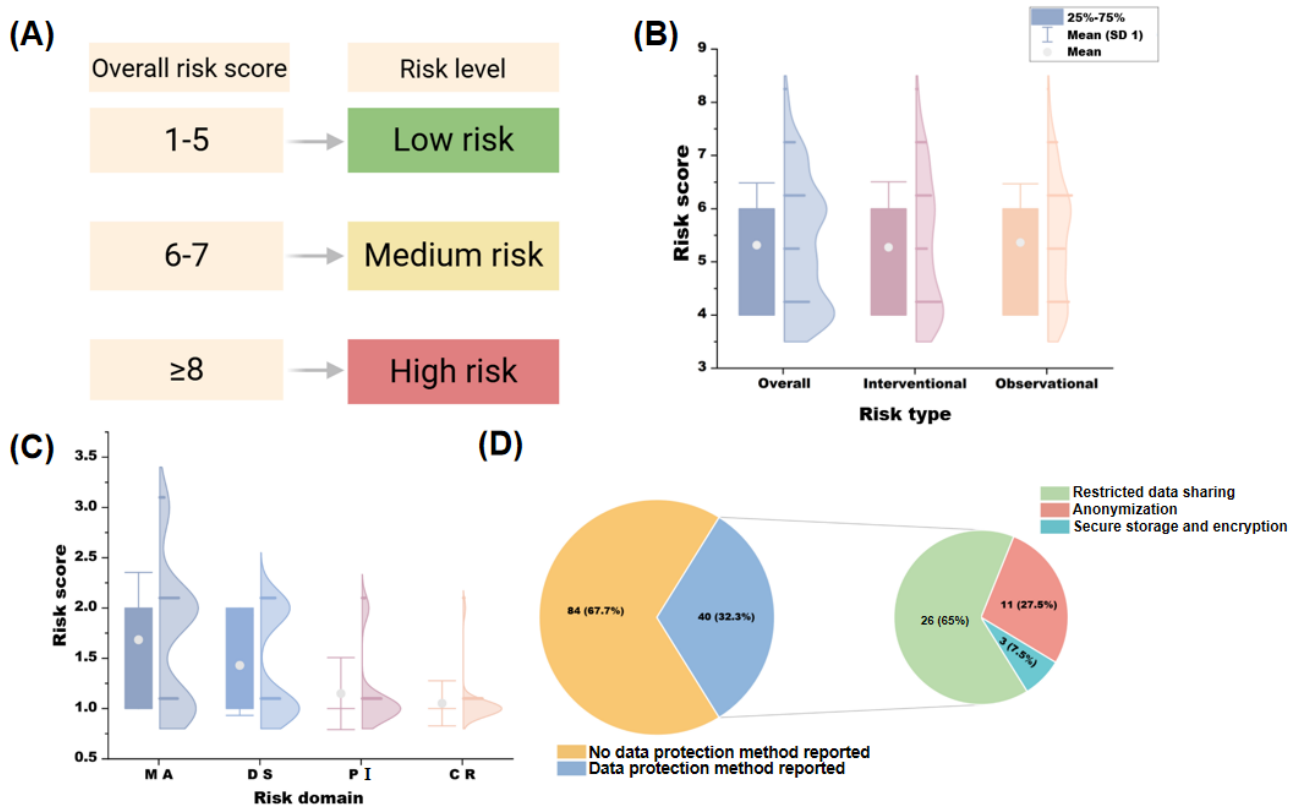 (A)
Overall risk score
Risk level
1-5
Low risk
6-7
Medium risk
≥8
High risk
(B)
25%-75%
Mean (SD 1)
Mean
9
8
7
6
5
4
3
Risk score
Overall
Interventional
Observational
Risk type
(C)
3.5
3.0
2.5
2.0
1.5
1.0
0.5
Risk score
M A
D S
P I
C R
Risk domain
(D)
Restricted data sharing
Anonymization
Secure storage and encryption
84 (67.7%)
40 (32.3%)
26 (65%)
11 (27.5%)
3 (7.5%)
No data protection method reported
Data protection method reported